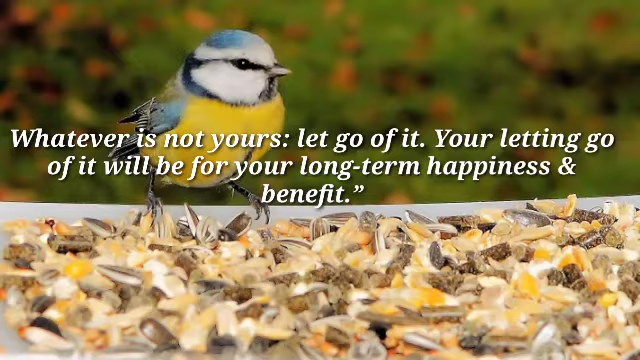 Whatever is not yours: let go of it. Your letting go
of it will be for your long-term happiness &
benefit.”